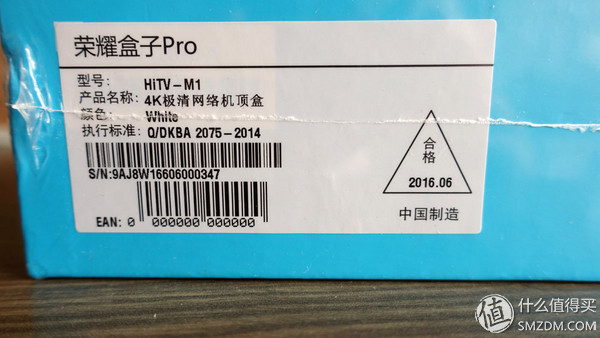 荣耀盒子Pro
型号: HiTV-M1
产品名称: 4K极清网络机顶盒
颜色: White
执行标准: Q/DKBA 2075-2014
S/N:9AJ8W16606000347
EAN: 0 000000 000000
合格
2016.06
中国制造
值 什么值得买
SMZDM.COM